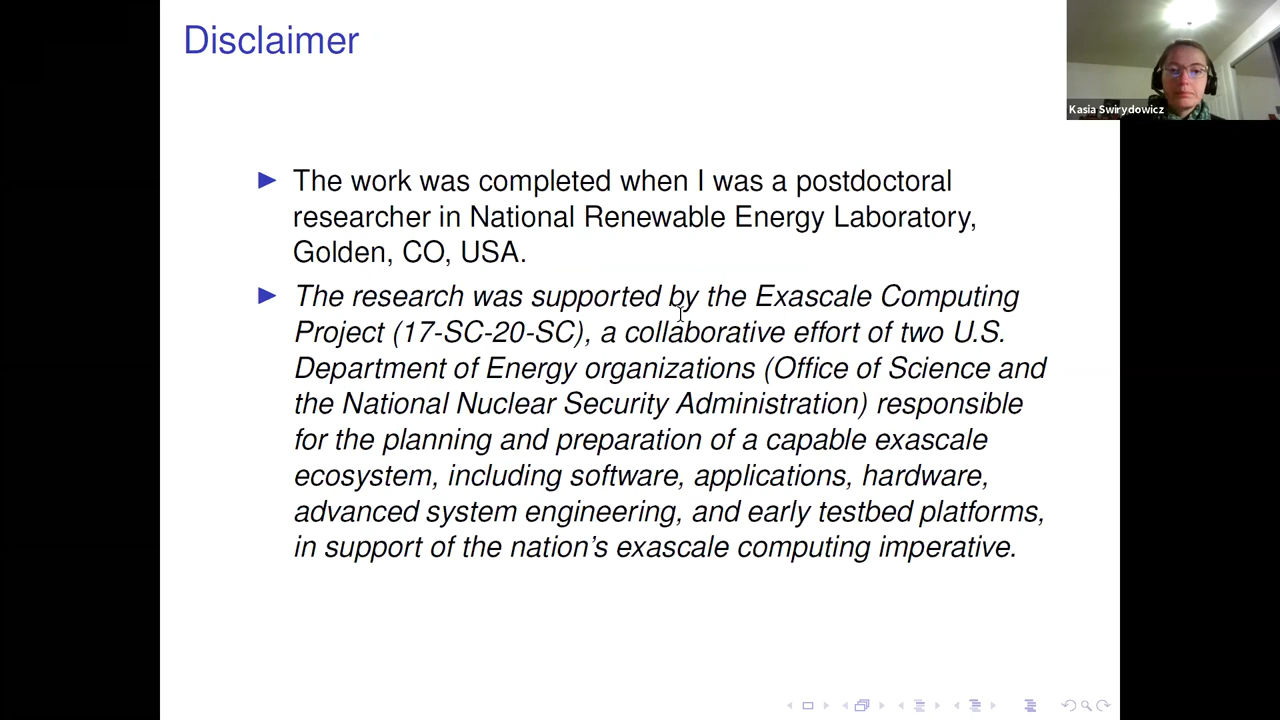 Disclaimer
Kasia Swirydowicz
The work was completed when I was a postdoctoral
researcher in National Renewable Energy Laboratory,
Golden, CO, USA.
The research was supported by the Exascale Computing
Project (17-SC-20-SC), a collaborative effort of two U.S.
Department of Energy organizations (Office of Science and
the National Nuclear Security Administration) responsible
for the planning and preparation of a capable exascale
ecosystem, including software, applications, hardware,
advanced system engineering, and early testbed platforms,
in support of the nation's exascale computing imperative.